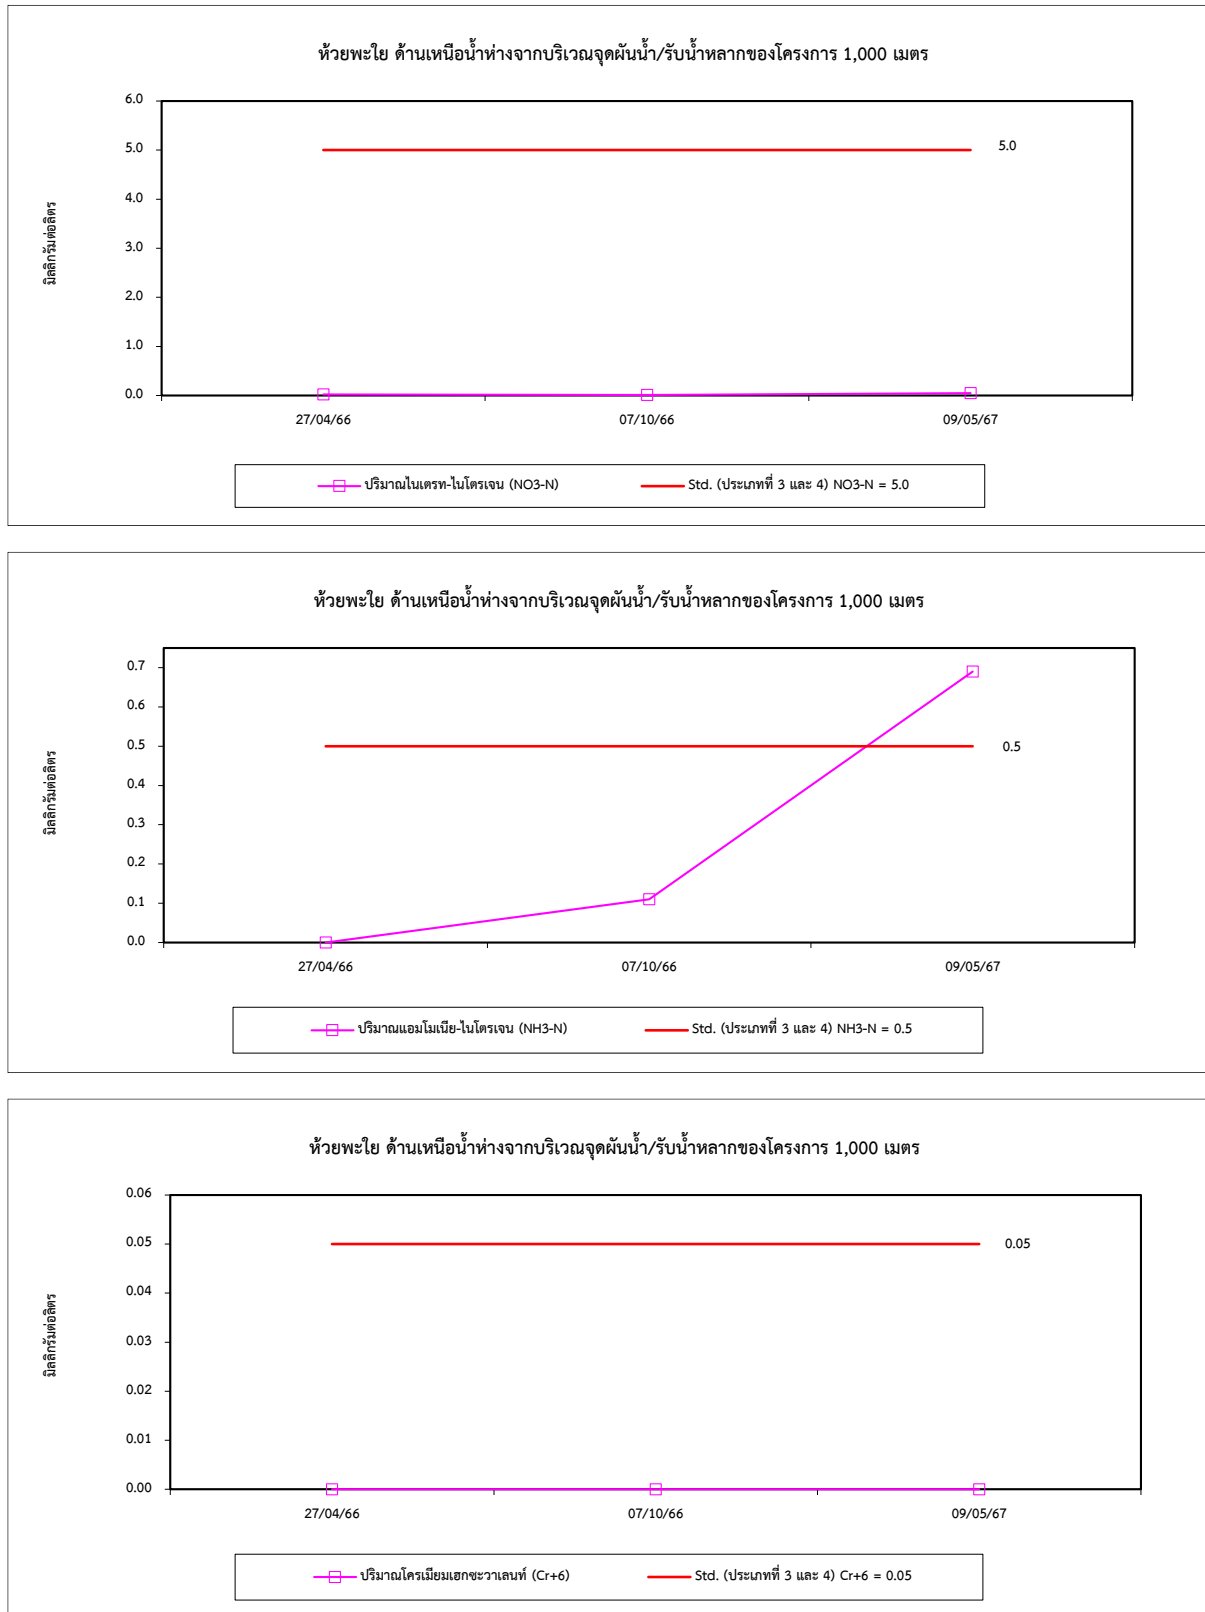 ห้วยพะใย ด้านเหนือน้ำห่างจากบริเวณจุดผันน้ำ/รับน้ำหลากของโครงการ 1,000 เมตร
มิลลิกรัมต่อลิตร
6.0
5.0
4.0
3.0
2.0
1.0
0.0
5.0
27/04/66 07/10/66 09/05/67
ปริมาณไนเตรท-ไนโตรเจน (NO3-N) Std. (ประเภทที่ 3 และ 4) NO3-N = 5.0
ห้วยพะใย ด้านเหนือน้ำห่างจากบริเวณจุดผันน้ำ/รับน้ำหลากของโครงการ 1,000 เมตร
มิลลิกรัมต่อลิตร
0.7
0.6
0.5
0.4
0.3
0.2
0.1
0.0
0.5
27/04/66 07/10/66 09/05/67
ปริมาณแอมโมเนีย-ไนโตรเจน (NH3-N) Std. (ประเภทที่ 3 และ 4) NH3-N = 0.5
ห้วยพะใย ด้านเหนือน้ำห่างจากบริเวณจุดผันน้ำ/รับน้ำหลากของโครงการ 1,000 เมตร
มิลลิกรัมต่อลิตร
0.06
0.05
0.04
0.03
0.02
0.01
0.00
0.05
27/04/66 07/10/66 09/05/67
ปริมาณโครเมียมเฮกซะวาเลนท์ (Cr+6) Std. (ประเภทที่ 3 และ 4) Cr+6 = 0.05